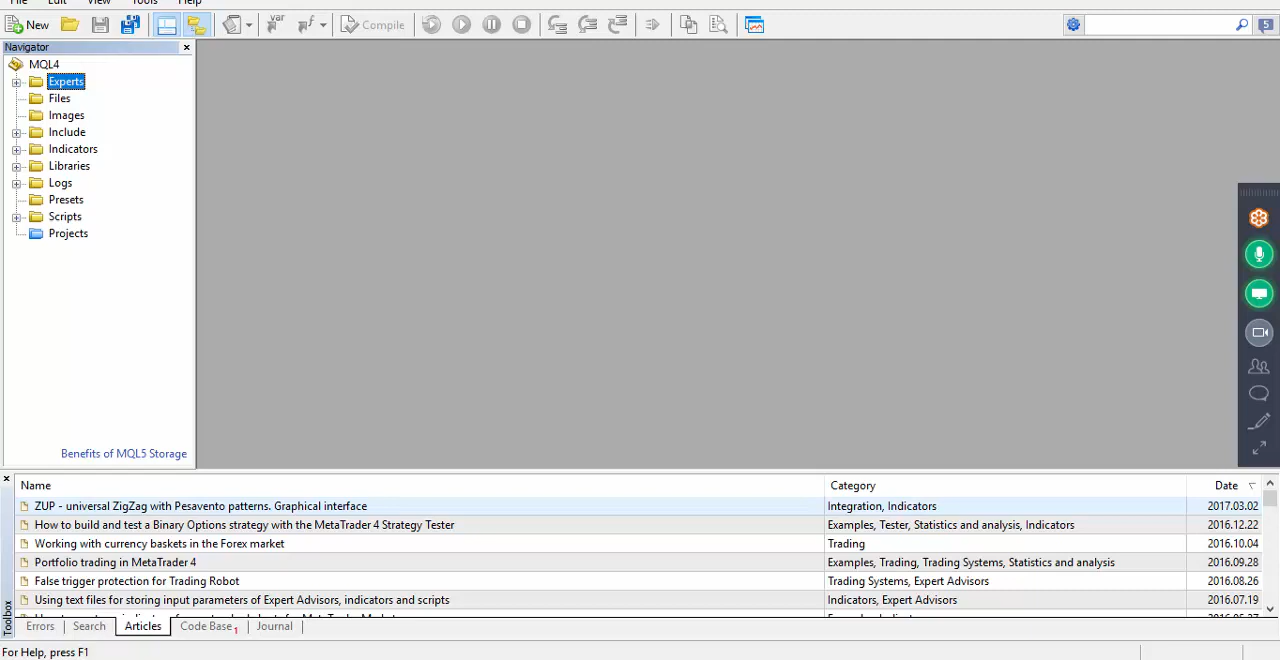 File Edit View Tools Help
New var f Compile 5
Navigator
MQL4
Experts
Files
Images
Include
Indicators
Libraries
Logs
Presets
Scripts
Projects
Benefits of MQL5 Storage
Name Category Date
ZUP - universal ZigZag with Pesavento patterns. Graphical interface Integration, Indicators 2017.03.02
How to build and test a Binary Options strategy with the MetaTrader 4 Strategy Tester Examples, Tester, Statistics and analysis, Indicators 2016.12.22
Working with currency baskets in the Forex market Trading 2016.10.04
Portfolio trading in MetaTrader 4 Examples, Trading, Trading Systems, Statistics and analysis 2016.09.28
False trigger protection for Trading Robot Trading Systems, Expert Advisors 2016.08.26
Using text files for storing input parameters of Expert Advisors, indicators and scripts Indicators, Expert Advisors 2016.07.19
Toolbox
Errors Search Articles Code Base 1 Journal
For Help, press F1